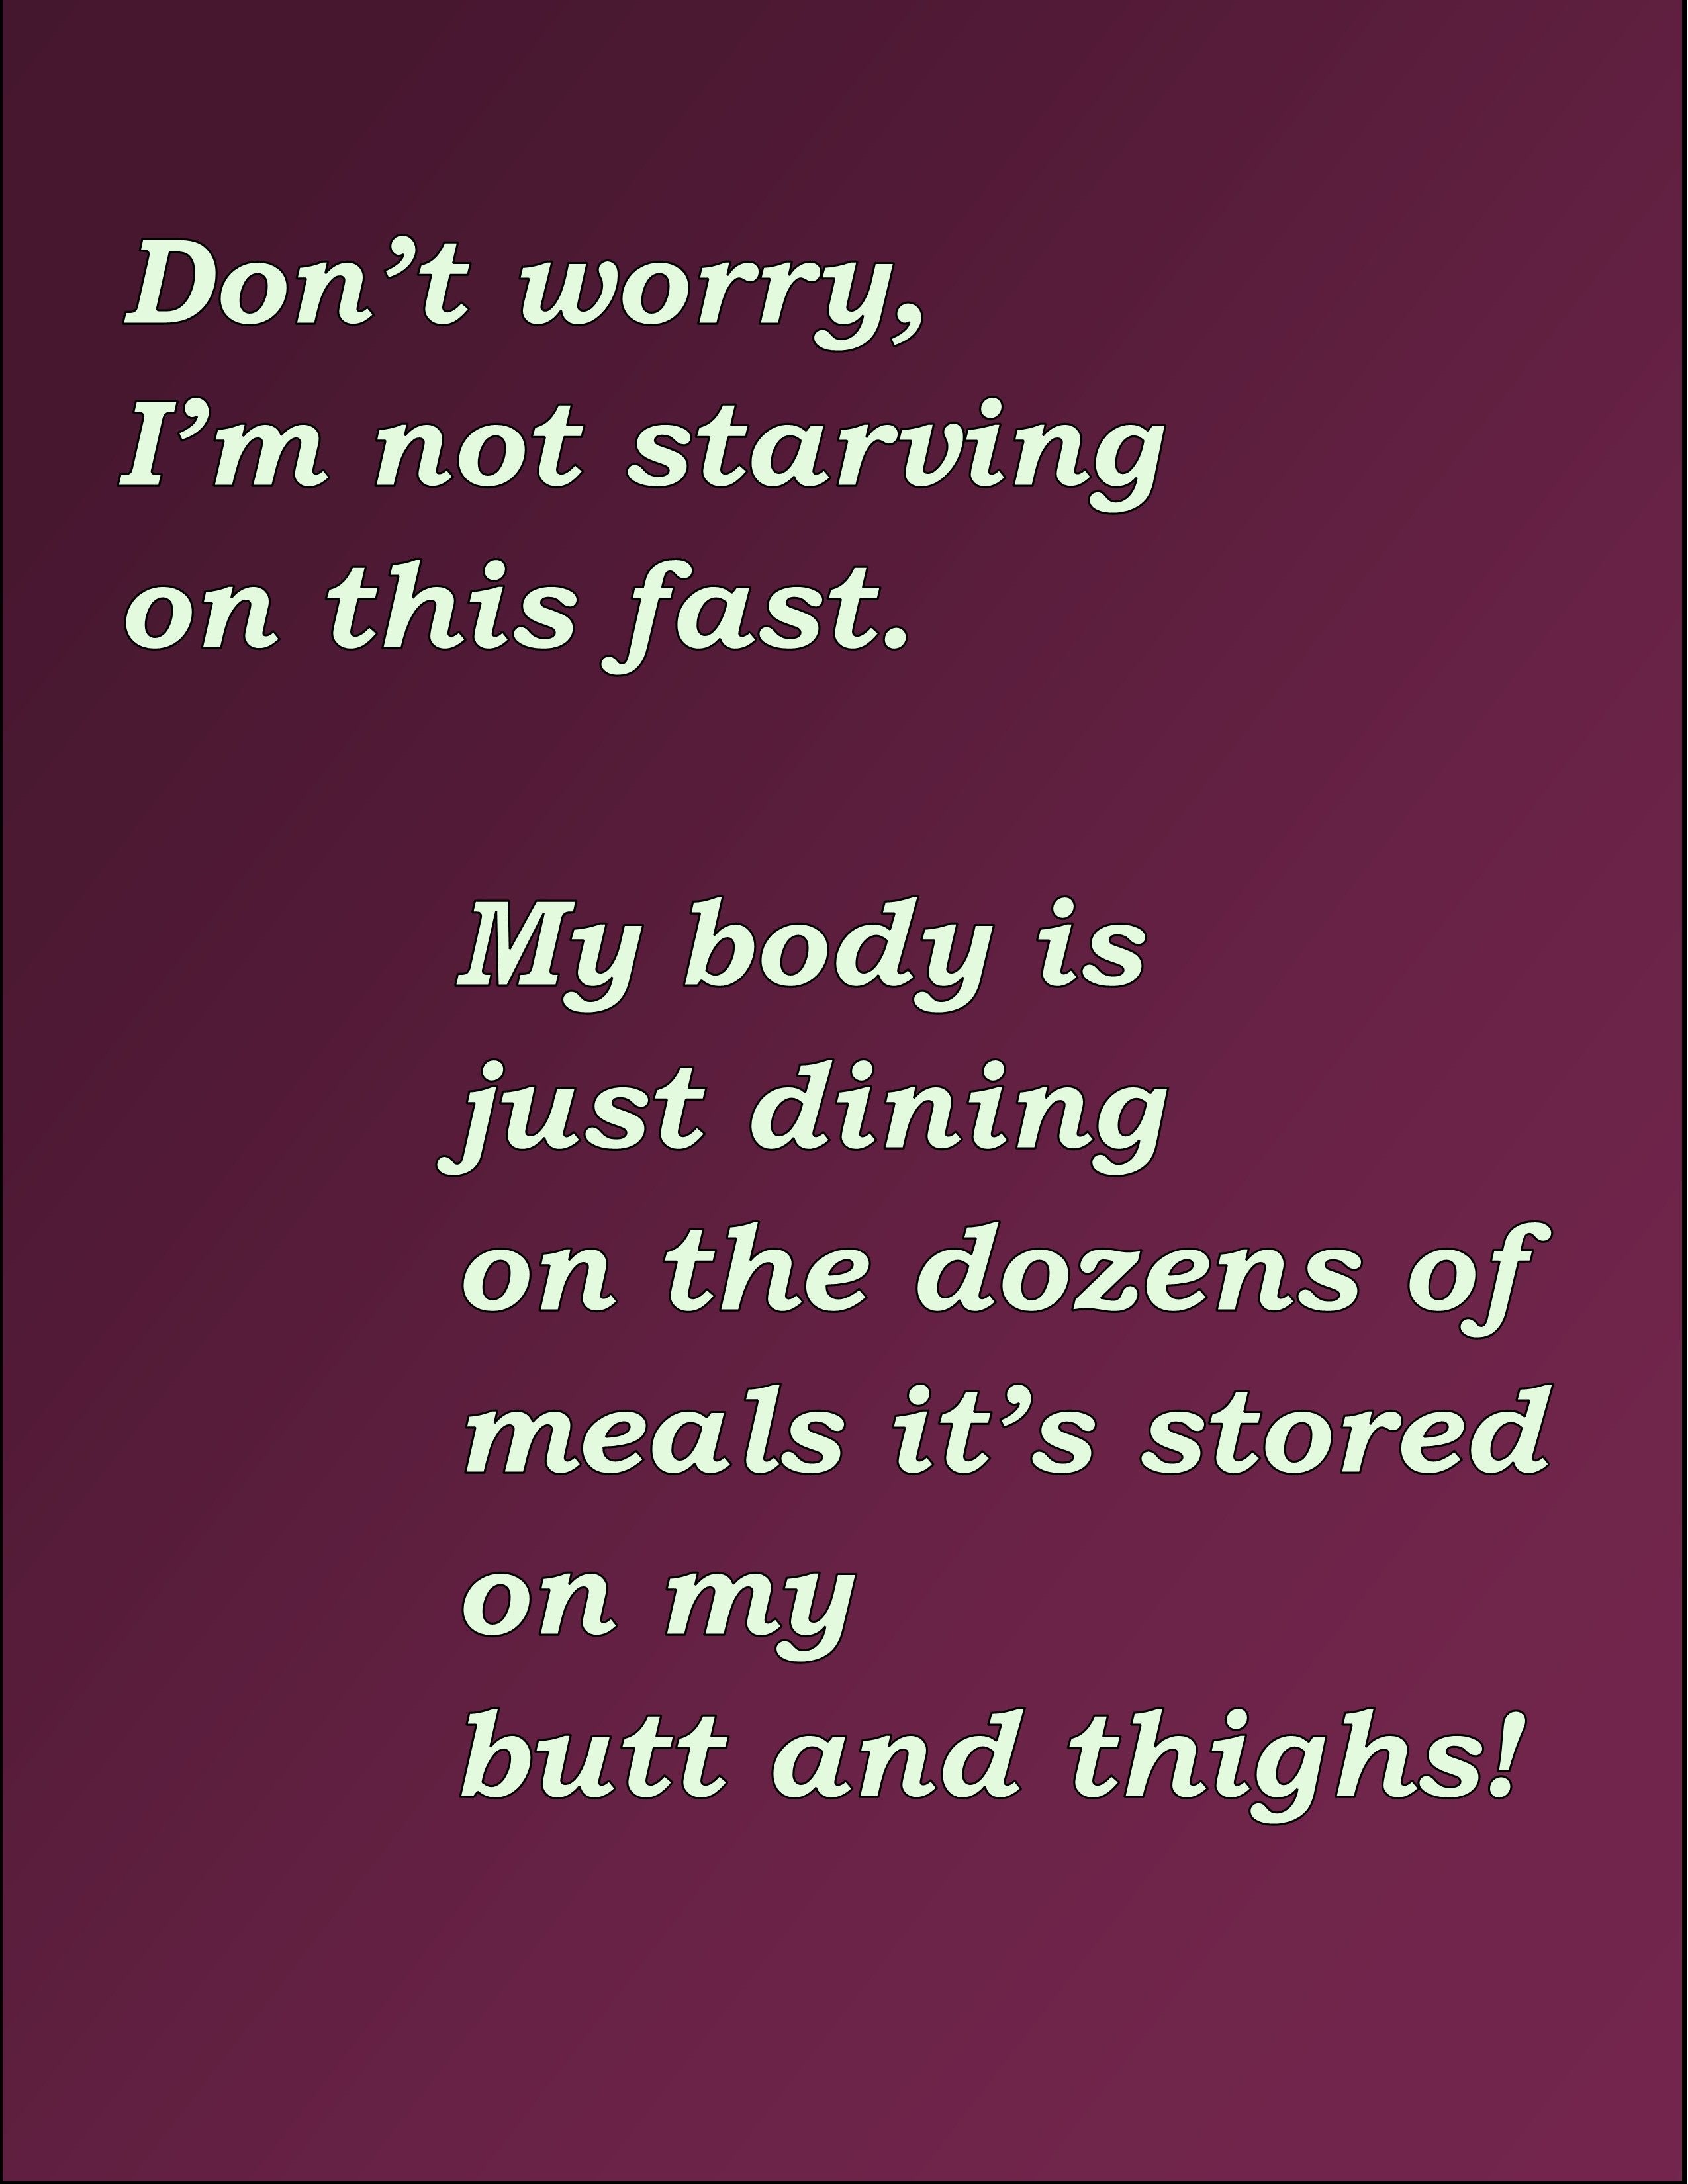 Don’t worry,
I’m not starving
on this fast.
My body is
just dining
on the dozens of
meals it’s stored
on my
butt and thighs!